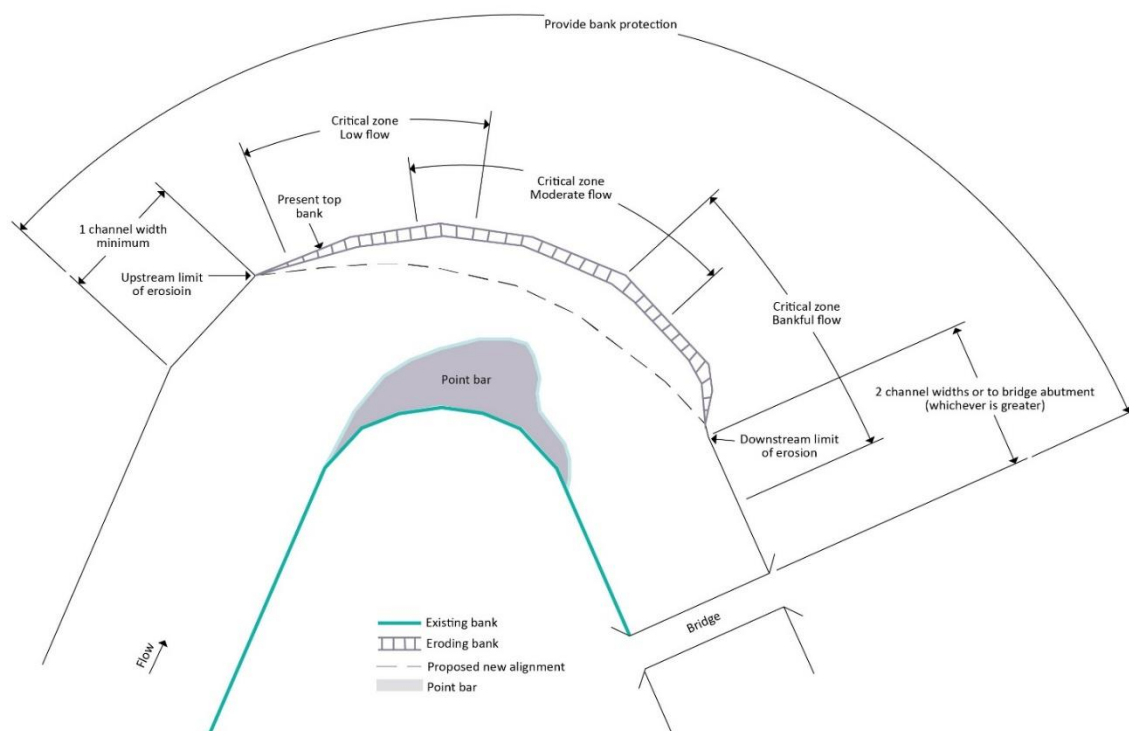 Provide bank protection
Critical zone
Low flow
Critical zone
Moderate flow
Present top
bank
1 channel width
minimum
Upstream limit
of erosioin
Critical zone
Bankful flow
Point bar
2 channel widths or to bridge abutment
(whichever is greater)
Downstream limit
of erosion
Bridge
Flow
Existing bank
Eroding bank
Proposed new alignment
Point bar